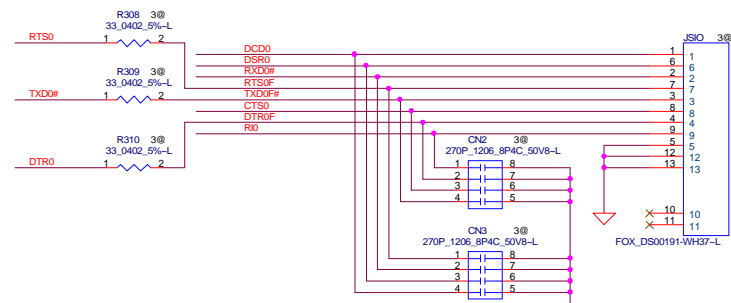 R308 3@
33_0402_5%~L
RTS0 1 2
R309 3@
33_0402_5%~L
TXD0# 1 2
R310 3@
33_0402_5%~L
DTR0 1 2
DCD0
DSR0
RXD0#
RTS0F
TXD0F#
CTS0
DTR0F
RI0
CN2 3@
270P_1206_8P4C_50V8~L
1 8
2 7
3 6
4 5
CN3 3@
270P_1206_8P4C_50V8~L
1 8
2 7
3 6
4 5
JSIO 3@
1 1
6 6
2 2
7 7
3 3
8 8
4 4
9 9
5 5
12 12
13 13
10 10
11 11
FOX_DS00191-WH37~L